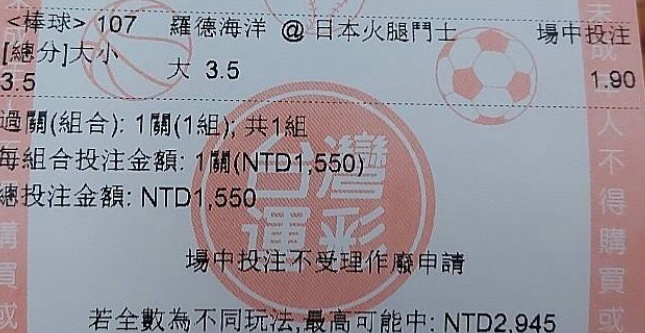 <棒球> 107 羅德海洋 @ 日本火腿鬥士 場中投注
[總分]大小
3.5 大 3.5 1.90
過關(組合): 1關(1組); 共1組
每組合投注金額: 1關(NTD1,550)
總投注金額: NTD1,550
台灣
運彩
場中投注不受理作廢申請
若全數為不同玩法,最高可能中: NTD2,945
人不得購買或
購買或